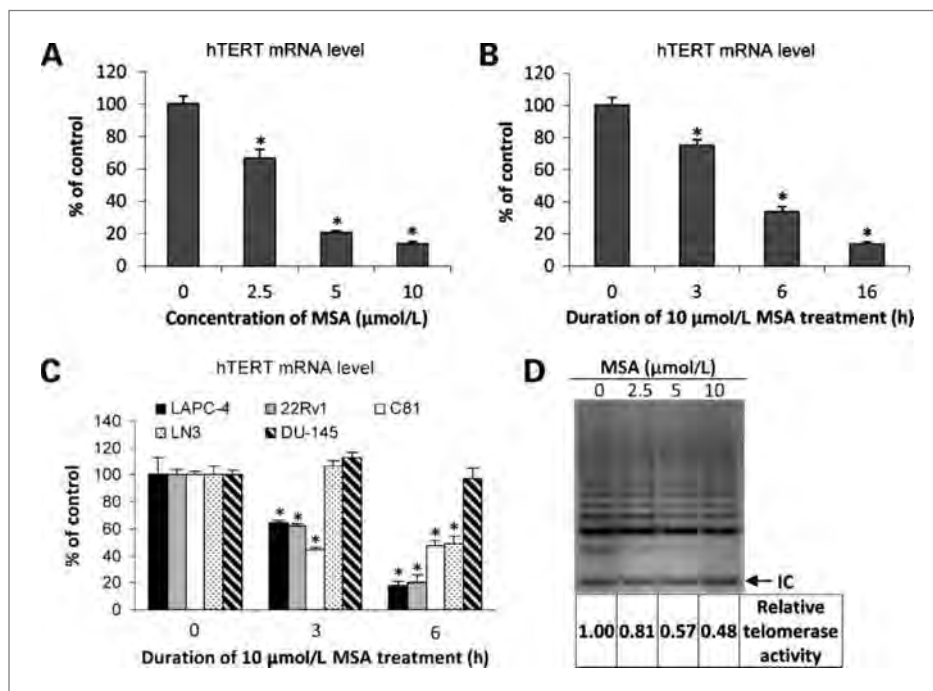 A
hTERT mRNA level
% of control
120
100
80
60
40
20
0
*
*
*
0 2.5 5 10
Concentration of MSA (µmol/L)
B
hTERT mRNA level
% of control
120
100
80
60
40
20
0
*
*
*
0 3 6 16
Duration of 10 µmol/L MSA treatment (h)
C
hTERT mRNA level
LAPC-4 22Rv1 C81
LN3 DU-145
% of control
140
120
100
80
60
40
20
0
* * *
* * * *
0 3 6
Duration of 10 µmol/L MSA treatment (h)
D
MSA (µmol/L)
0 2.5 5 10
IC
1.00 0.81 0.57 0.48 Relative
telomerase
activity